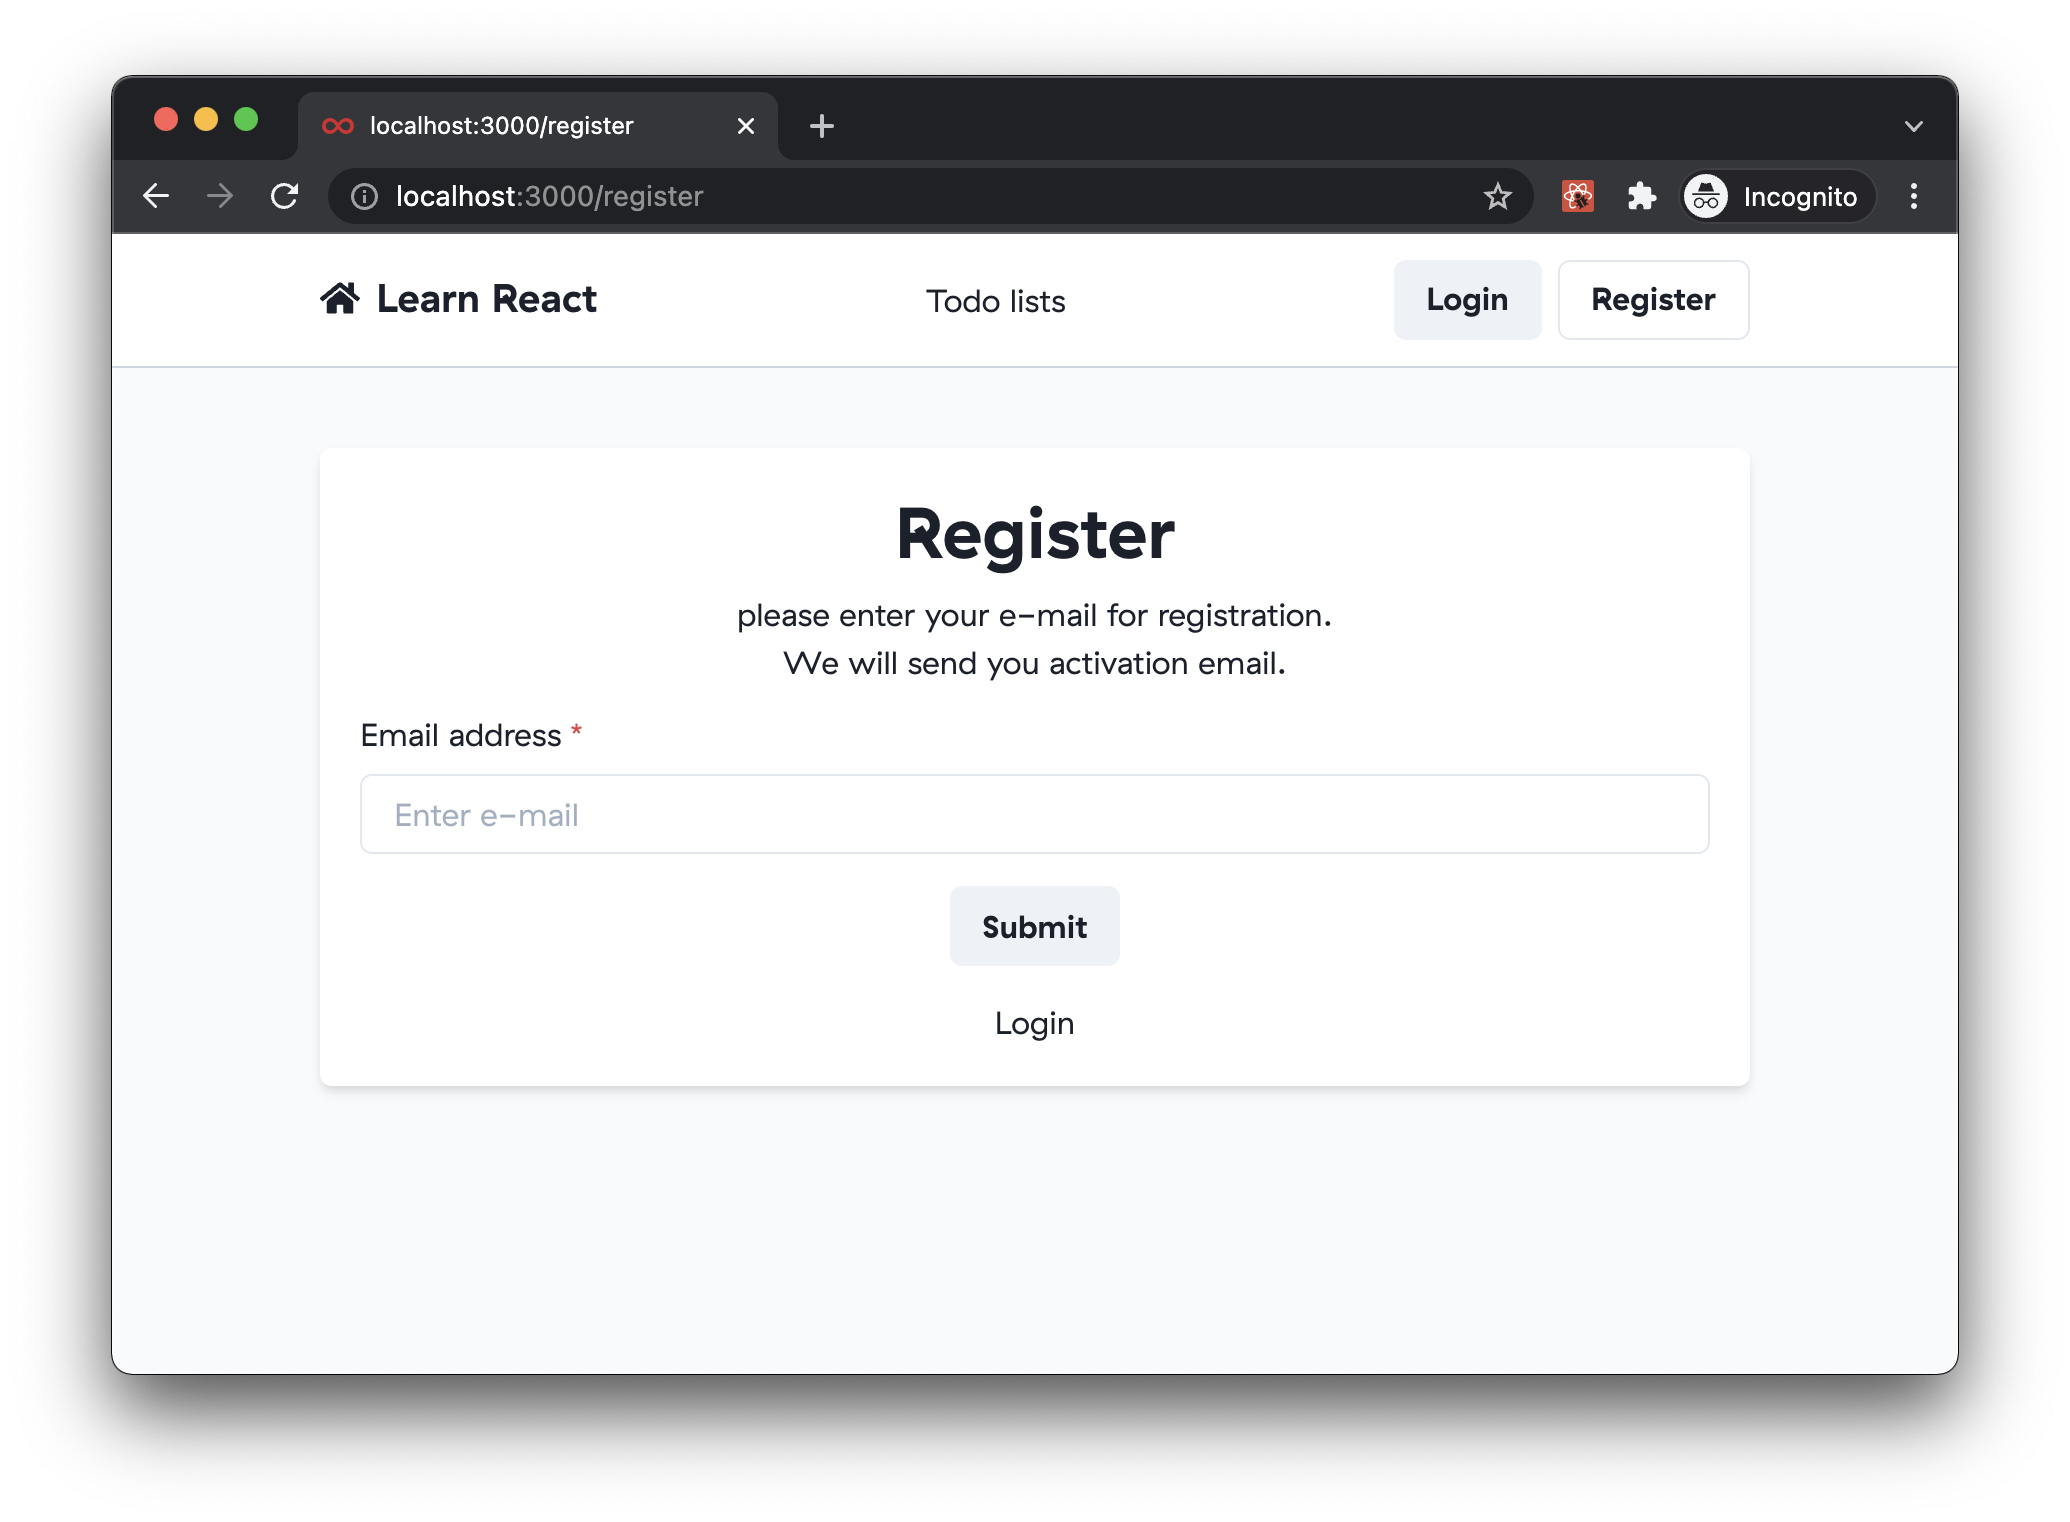 localhost:3000/register
localhost:3000/register
Incognito
Learn React
Todo lists
Login
Register
Register
please enter your e-mail for registration.
We will send you activation email.
Email address *
Enter e-mail
Submit
Login